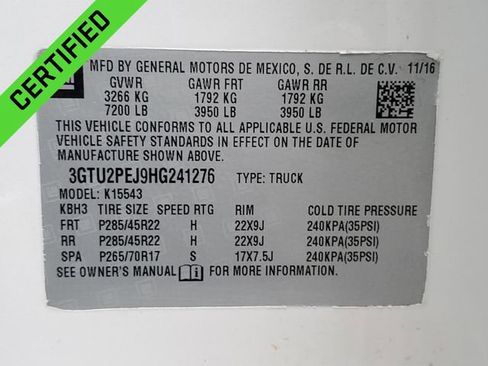 CERTIFIED
GM
MFD BY GENERAL MOTORS DE MEXICO, S. DE R.L. DE C.V. 11/16
GVWR GAWR FRT GAWR RR
3266 KG 1792 KG 1792 KG
7200 LB 3950 LB 3950 LB
THIS VEHICLE CONFORMS TO ALL APPLICABLE U.S. FEDERAL MOTOR
VEHICLE SAFETY STANDARDS IN EFFECT ON THE DATE OF
MANUFACTURE SHOWN ABOVE.
3GTU2PEJ9HG241276 TYPE: TRUCK
MODEL: K15543
KBH3 TIRE SIZE SPEED RTG RIM COLD TIRE PRESSURE
FRT P285/45R22 H 22X9J 240KPA(35PSI)
RR P285/45R22 H 22X9J 240KPA(35PSI)
SPA P265/70R17 S 17X7.5J 240KPA(35PSI)
SEE OWNER'S MANUAL FOR MORE INFORMATION.